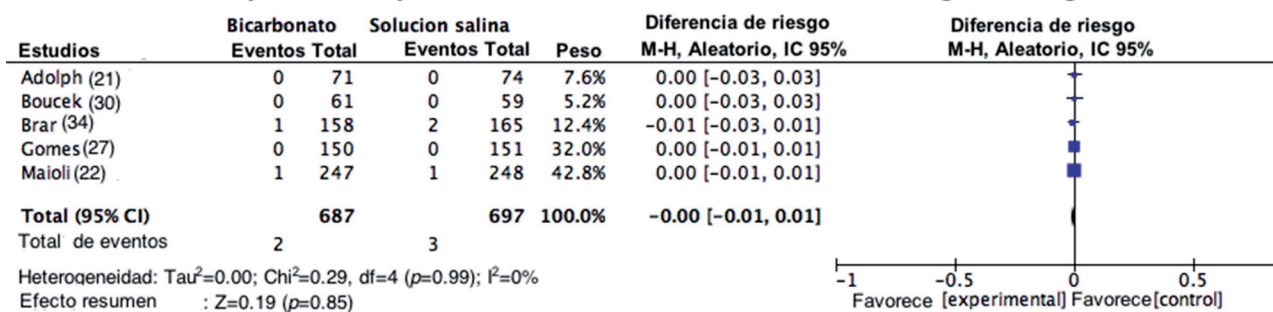 Bicarbonato Solucion salina Diferencia de riesgo Diferencia de riesgo
Estudios Eventos Total Eventos Total Peso M-H, Aleatorio, IC 95% M-H, Aleatorio, IC 95%
Adolph (21) 0 71 0 74 7.6% 0.00 [-0.03, 0.03]
Boucek (30) 0 61 0 59 5.2% 0.00 [-0.03, 0.03]
Brar (34) 1 158 2 165 12.4% -0.01 [-0.03, 0.01]
Gomes (27) 0 150 0 151 32.0% 0.00 [-0.01, 0.01]
Maioli (22) 1 247 1 248 42.8% 0.00 [-0.01, 0.01]
Total (95% CI) 687 697 100.0% -0.00 [-0.01, 0.01]
Total de eventos 2 3
Heterogeneidad: Tau²=0.00; Chi²=0.29, df=4 (p=0.99); I²=0%
-1 -0.5 0 0.5
Efecto resumen : Z=0.19 (p=0.85) Favorece [experimental] Favorece [control]